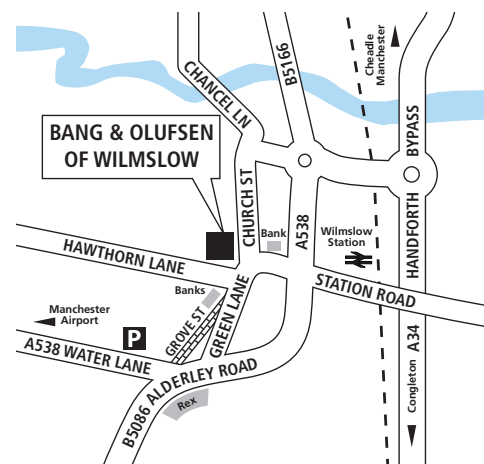 Cheadle
Manchester
B5166
CHANCEL LN
BANG & OLUFSEN
OF WILMSLOW
HANDFORTH BYPASS
CHURCH ST
Bank
A538
Wilmslow
Station
HAWTHORN LANE
STATION ROAD
Banks
GREEN LANE
Manchester
Airport
P
GROVE ST
A538 WATER LANE
A34
Congleton
B5086 ALDERLEY ROAD
Rex